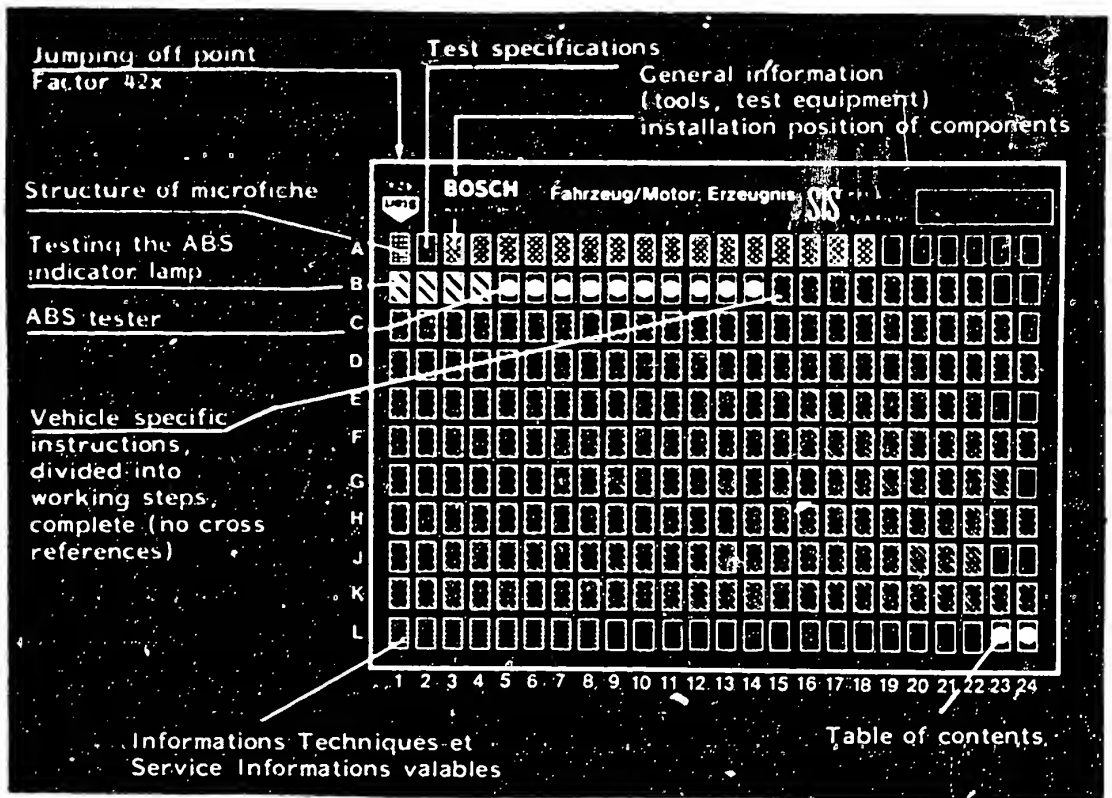 Jumping off point
Factor 42x
Test specifications
General information
(tools, test equipment)
installation position of components
Structure of microfiche
Testing the ABS
indicator lamp
ABS tester
Vehicle specific
instructions,
divided into
working steps,
complete (no cross
references)
BOSCH Fahrzeug/Motor: Erzeugnis SIS
A
B
C
D
E
F
G
H
J
K
L
1 2 3 4 5 6 7 8 9 10 11 12 13 14 15 16 17 18 19 20 21 22 23 24
Informations Techniques et
Service Informations valables
Table of contents